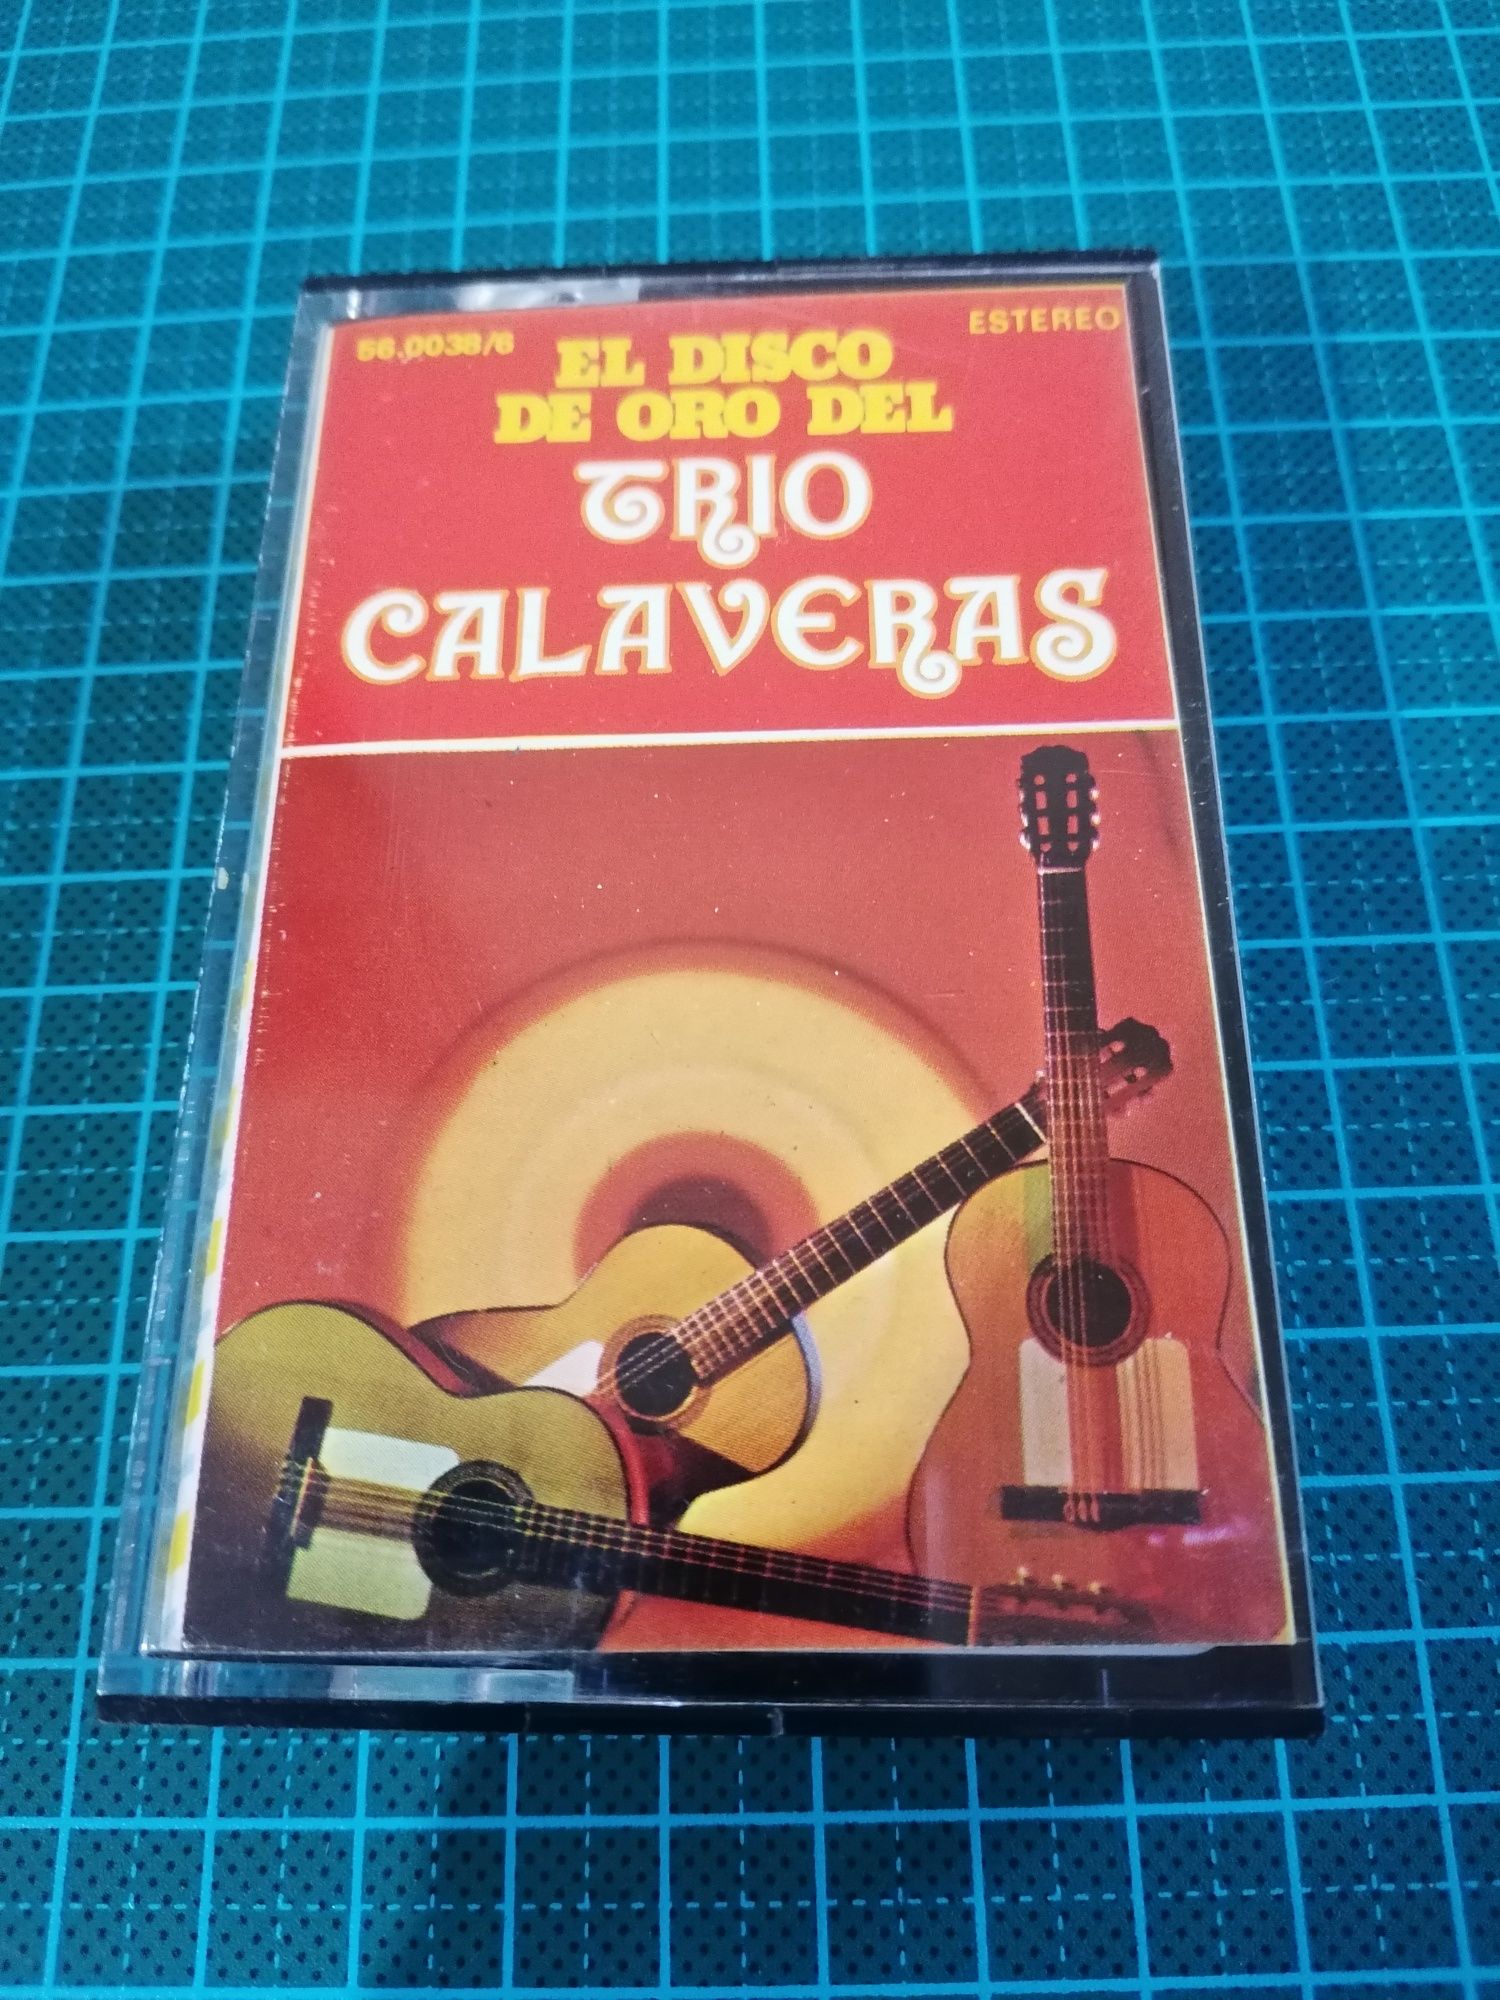 56.0038/6
ESTEREO
EL DISCO
DE ORO DEL
TRIO
CALAVERAS